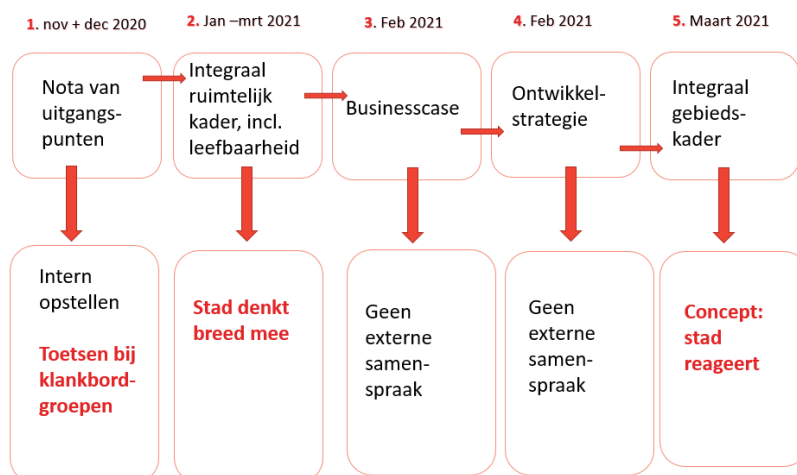 1. nov + dec 2020
2. Jan –mrt 2021
3. Feb 2021
4. Feb 2021
5. Maart 2021
Nota van
uitgangs-
punten
Integraal
ruimtelijk
kader, incl.
leefbaarheid
Businesscase
Ontwikkel-
strategie
Integraal
gebieds-
kader
Intern
opstellen
Toetsen bij
klankbord-
groepen
Stad denkt
breed mee
Geen
externe
samen-
spraak
Geen
externe
samen-
spraak
Concept:
stad
reageert